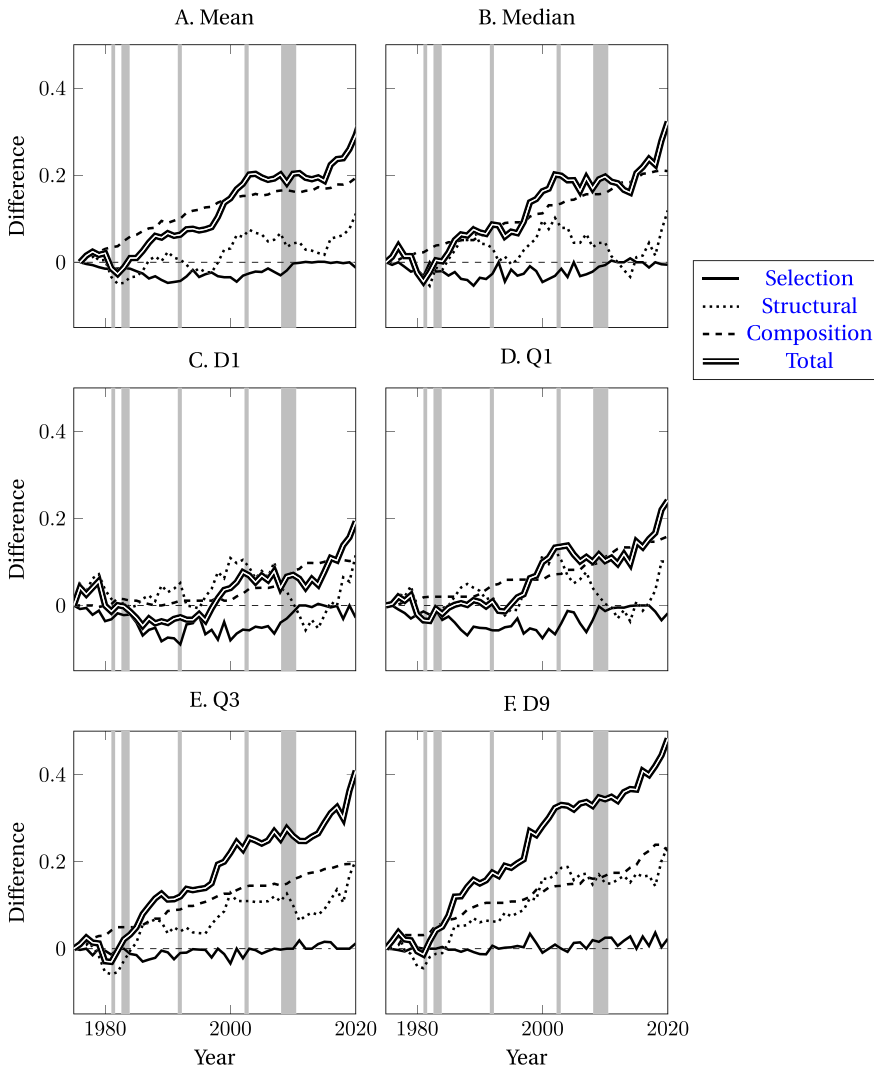 A. Mean
B. Median
0.4
0.2
0
Difference
Selection
Structural
Composition
Total
C. D1
D. Q1
0.4
0.2
0
Difference
E. Q3
F. D9
0.4
0.2
0
Difference
1980 2000 2020
1980 2000 2020
Year
Year